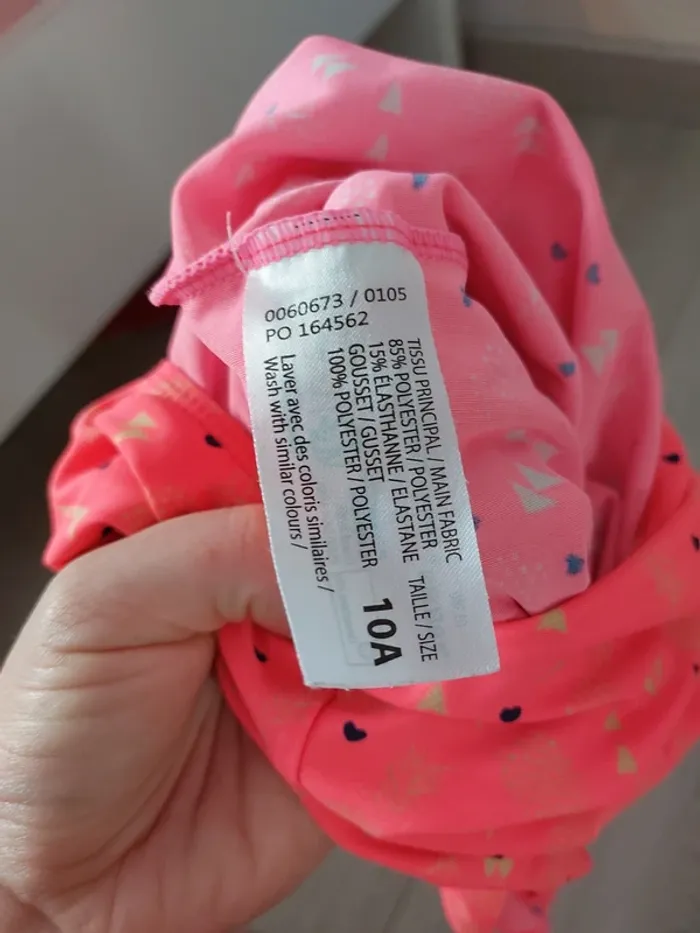 0060673 / 0105
PO 164562
TISSU PRINCIPAL / MAIN FABRIC
85% POLYESTER / POLYESTER
15% ÉLASTHANNE / ELASTANE
GOUSSET / GUSSET
100% POLYESTER / POLYESTER
Laver avec des coloris similaires /
Wash with similar colours /
TAILLE / SIZE
10A